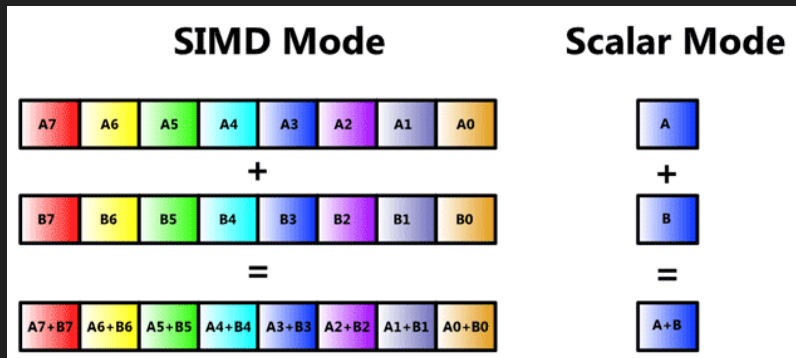 SIMD Mode Scalar Mode
A7 A6 A5 A4 A3 A2 A1 A0 A
+ +
B7 B6 B5 B4 B3 B2 B1 B0 B
= =
A7+B7 A6+B6 A5+B5 A4+B4 A3+B3 A2+B2 A1+B1 A0+B0 A+B